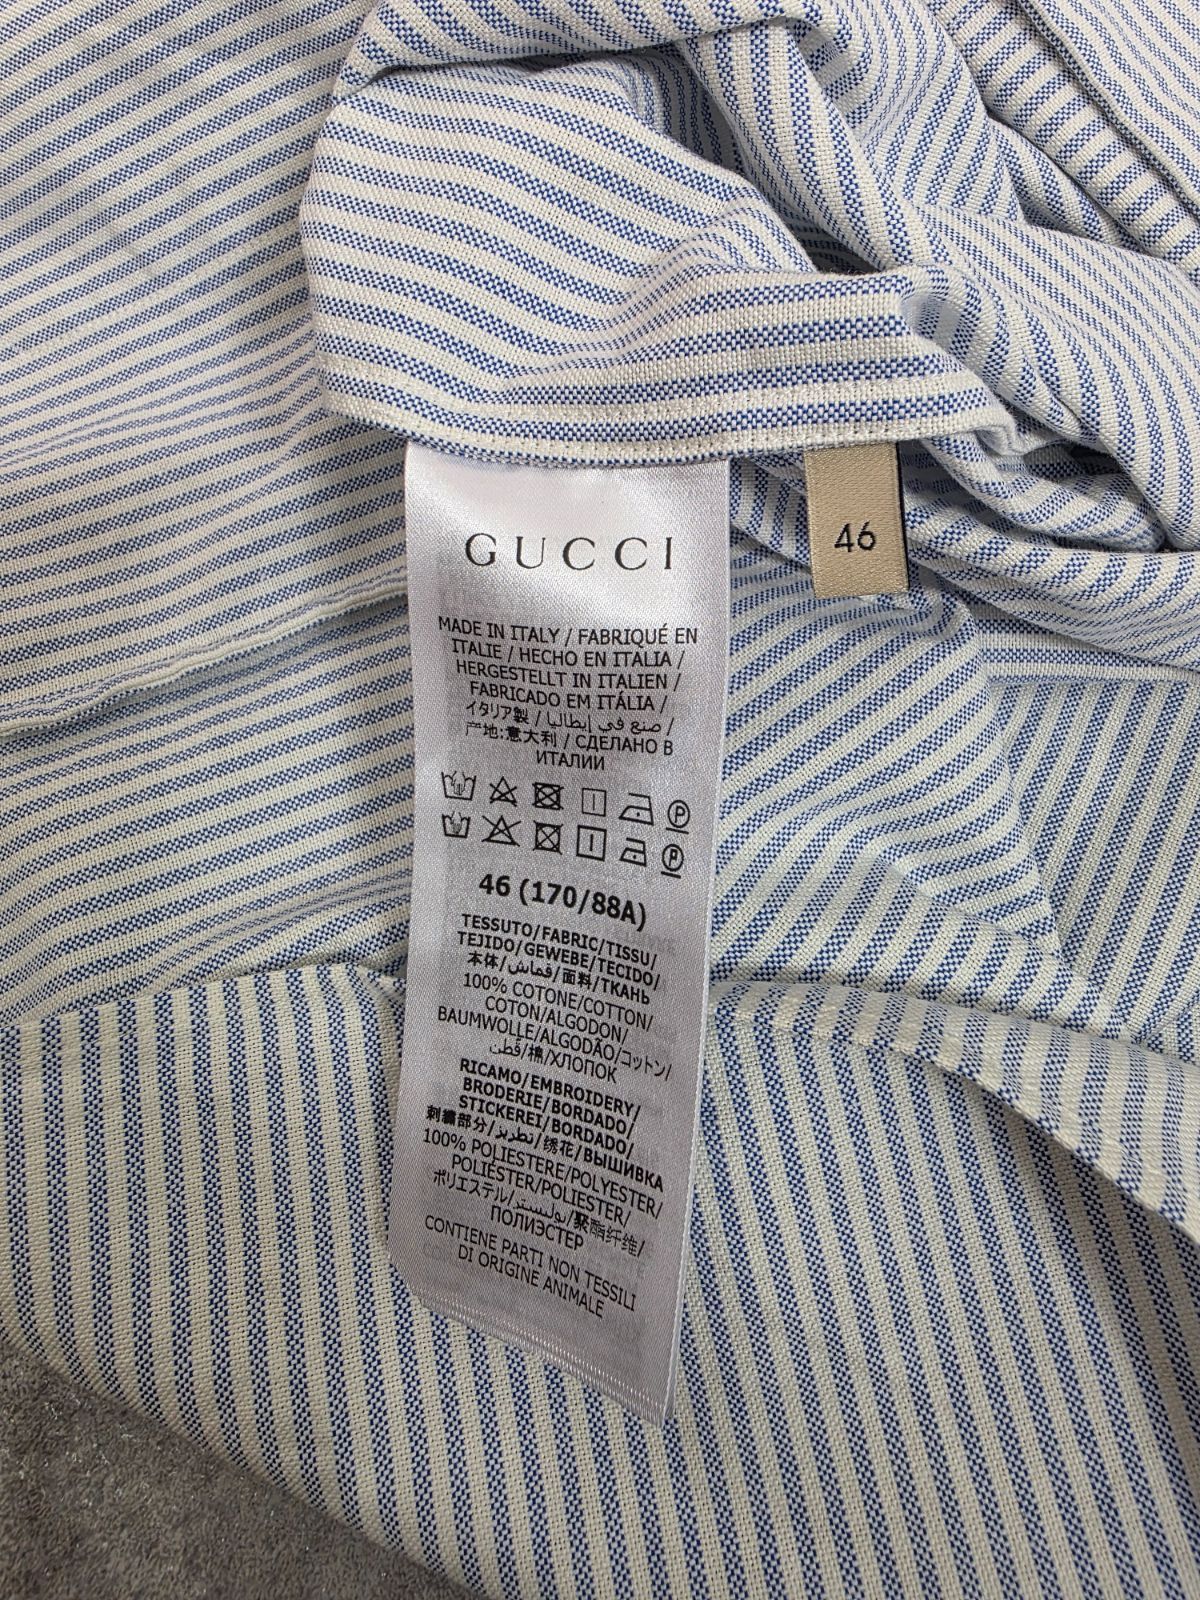 GUCCI
46
MADE IN ITALY / FABRIQUÉ EN
ITALIE / HECHO EN ITALIA /
HERGESTELLT IN ITALIEN /
FABRICADO EM ITÁLIA /
イタリア製 / صنع في إيطاليا /
产地:意大利 / СДЕЛАНО В
ИТАЛИИ
P
P
46 (170/88A)
TESSUTO/FABRIC/TISSU/
TEJIDO/GEWEBE/TECIDO/
本体/قماش/面料/ТКАНЬ
100% COTONE/COTTON/
COTON/ALGODON/
BAUMWOLLE/ALGODÃO/コットン/
قطن/棉/ХЛОПОК
RICAMO/EMBROIDERY/
BRODERIE/BORDADO/
STICKEREI/BORDADO/
刺繍部分/تطريز/绣花/ВЫШИВКА
100% POLIESTERE/POLYESTER/
POLIÉSTER/POLIESTER/
ポリエステル/بوليستر/聚酯纤维/
ПОЛИЭСТЕР
CONTIENE PARTI NON TESSILI
DI ORIGINE ANIMALE